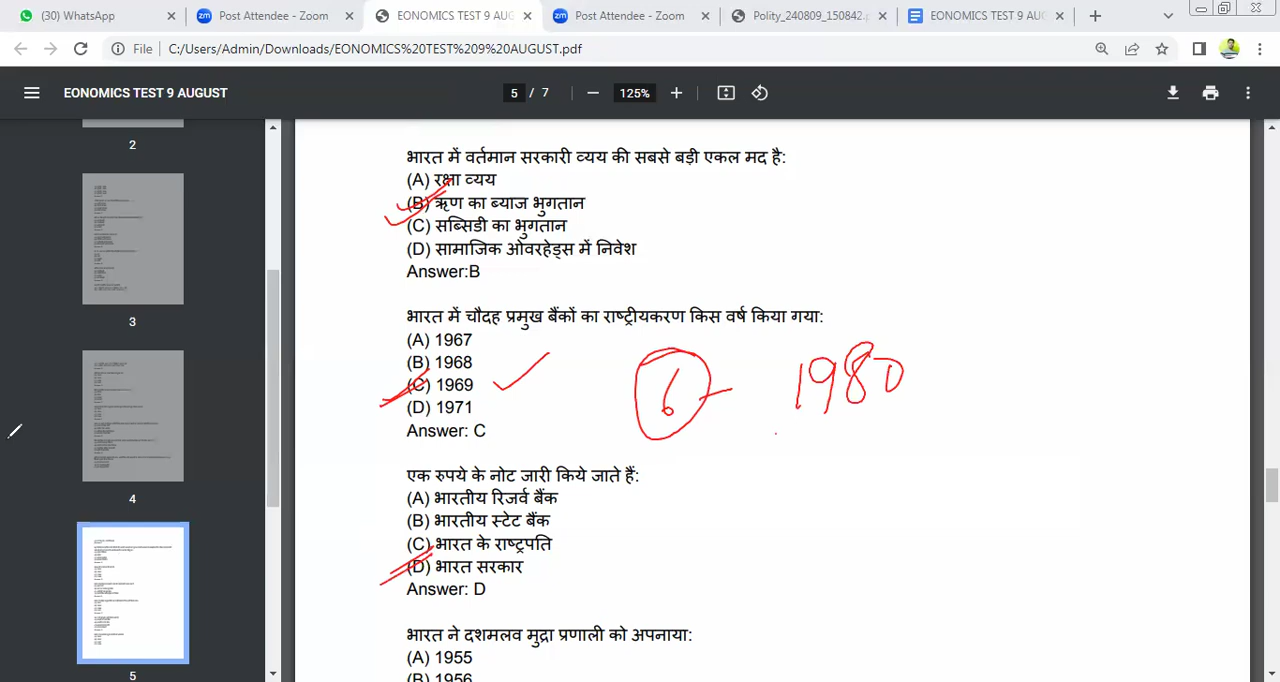 (30) WhatsApp
Post Attendee - Zoom
EONOMICS TEST 9 AUGUST
Post Attendee - Zoom
Polity_240809_150842.p
EONOMICS TEST 9 AUGUS
File
C:/Users/Admin/Downloads/EONOMICS%20TEST%209%20AUGUST.pdf
EONOMICS TEST 9 AUGUST
5 / 7
125%
2
3
4
5
भारत में वर्तमान सरकारी व्यय की सबसे बड़ी एकल मद है:
(A) रक्षा व्यय
(B) ऋण का ब्याज भुगतान
(C) सब्सिडी का भुगतान
(D) सामाजिक ओवरहेड्स में निवेश
Answer:B
भारत में चौदह प्रमुख बैंकों का राष्ट्रीयकरण किस वर्ष किया गया:
(A) 1967
(B) 1968
(C) 1969
(D) 1971
Answer: C
6
1980
एक रुपये के नोट जारी किये जाते हैं:
(A) भारतीय रिजर्व बैंक
(B) भारतीय स्टेट बैंक
(C) भारत के राष्ट्रपति
(D) भारत सरकार
Answer: D
भारत ने दशमलव मुद्रा प्रणाली को अपनाया:
(A) 1955
(B) 1956